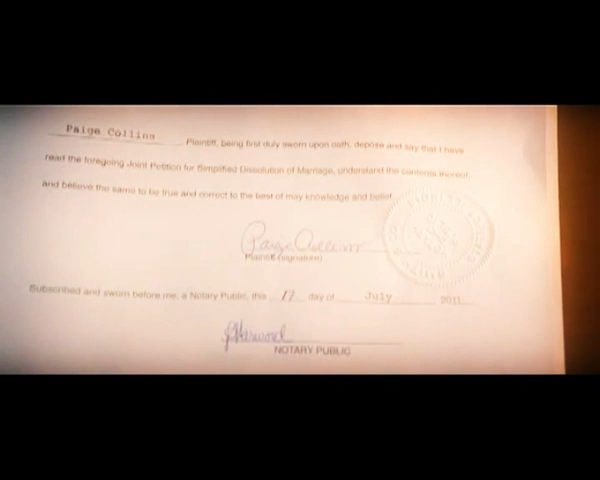 Paige Collins Plaintiff, being first duly sworn upon oath, depose and say that I have
read the foregoing Joint Petition for Simplified Dissolution of Marriage, understand the contents thereof,
and believe the same to be true and correct to the best of may knowledge and belief.
Paige Collins
Plaintiff (signature)
Subscribed and sworn before me, a Notary Public, this 17 day of July 2011
NOTARY PUBLIC